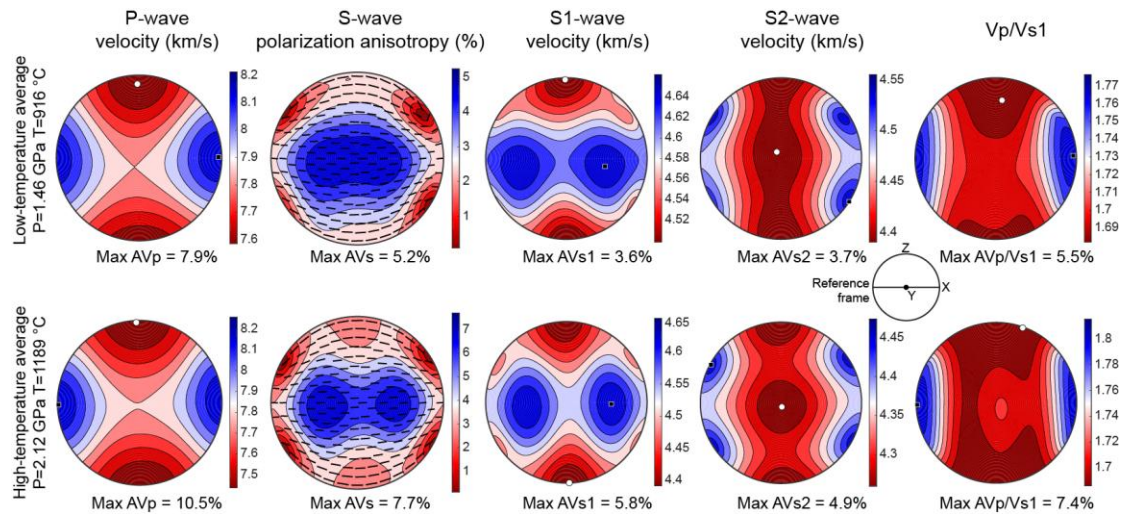 P-wave
velocity (km/s)
S-wave
polarization anisotropy (%)
S1-wave
velocity (km/s)
S2-wave
velocity (km/s)
Vp/Vs1
Low-temperature average
P=1.46 GPa T=916 °C
8.2
8.1
8
7.9
7.8
7.7
7.6
5
4
3
2
1
4.64
4.62
4.6
4.58
4.56
4.54
4.52
4.55
4.5
4.45
4.4
1.77
1.76
1.75
1.74
1.73
1.72
1.71
1.7
1.69
Max AVp = 7.9%
Max AVs = 5.2%
Max AVs1 = 3.6%
Max AVs2 = 3.7%
Max AVp/Vs1 = 5.5%
Reference
frame
Z
X
Y
High-temperature average
P=2.12 GPa T=1189 °C
8.2
8.1
8
7.9
7.8
7.7
7.6
7.5
7
6
5
4
3
2
1
4.65
4.6
4.55
4.5
4.45
4.4
4.45
4.4
4.35
4.3
1.8
1.78
1.76
1.74
1.72
1.7
Max AVp = 10.5%
Max AVs = 7.7%
Max AVs1 = 5.8%
Max AVs2 = 4.9%
Max AVp/Vs1 = 7.4%